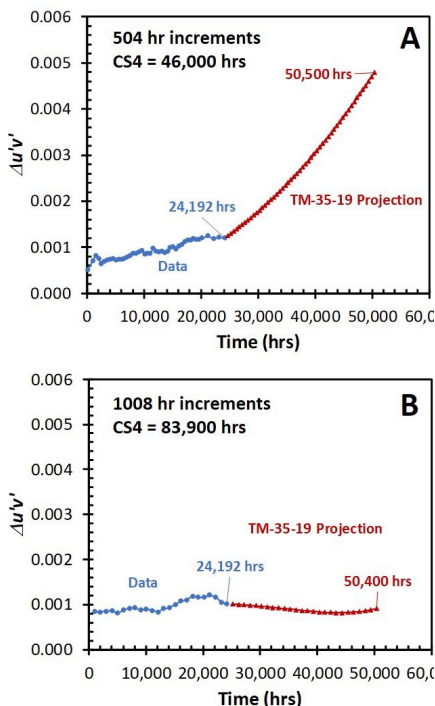 0.006
0.005
0.004
0.003
0.002
0.001
0.000
Δu'v'
504 hr increments
CS4 = 46,000 hrs
A
50,500 hrs
24,192 hrs
TM-35-19 Projection
Data
0 10,000 20,000 30,000 40,000 50,000 60,0
Time (hrs)
0.006
0.005
0.004
0.003
0.002
0.001
0.000
Δu'v'
1008 hr increments
CS4 = 83,900 hrs
B
TM-35-19 Projection
Data
24,192 hrs
50,400 hrs
0 10,000 20,000 30,000 40,000 50,000 60,0
Time (hrs)